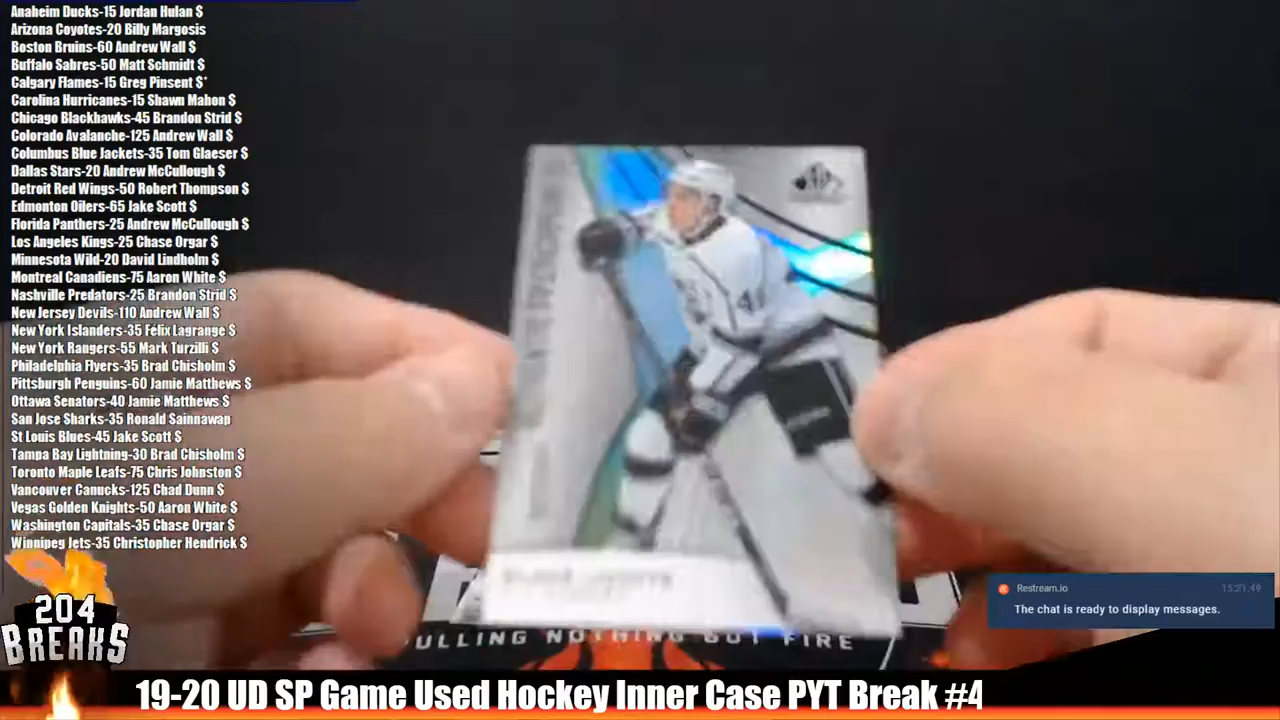 Anaheim Ducks-15 Jordan Hulan $
Arizona Coyotes-20 Billy Margosis
Boston Bruins-60 Andrew Wall $
Buffalo Sabres-50 Matt Schmidt $
Calgary Flames-15 Greg Pinsent $*
Carolina Hurricanes-15 Shawn Mahon $
Chicago Blackhawks-45 Brandon Strid $
Colorado Avalanche-125 Andrew Wall $
Columbus Blue Jackets-35 Tom Glaeser $
Dallas Stars-20 Andrew McCullough $
Detroit Red Wings-50 Robert Thompson $
Edmonton Oilers-65 Jake Scott $
Florida Panthers-25 Andrew McCullough $
Los Angeles Kings-25 Chase Orgar $
Minnesota Wild-20 David Lindholm $
Montreal Canadiens-75 Aaron White $
Nashville Predators-25 Brandon Strid $
New Jersey Devils-110 Andrew Wall $
New York Islanders-35 Felix Lagrange $
New York Rangers-55 Mark Turzilli $
Philadelphia Flyers-35 Brad Chisholm $
Pittsburgh Penguins-60 Jamie Matthews $
Ottawa Senators-40 Jamie Matthews $
San Jose Sharks-35 Ronald Sainnawap
St Louis Blues-45 Jake Scott $
Tampa Bay Lightning-30 Brad Chisholm $
Toronto Maple Leafs-75 Chris Johnston $
Vancouver Canucks-125 Chad Dunn $
Vegas Golden Knights-50 Aaron White $
Washington Capitals-35 Chase Orgar $
Winnipeg Jets-35 Christopher Hendrick $
SP
Restream.io 15:21:49
The chat is ready to display messages.
204
BREAKS
ULLING NOTHING BUT FIRE
19-20 UD SP Game Used Hockey Inner Case PYT Break #4